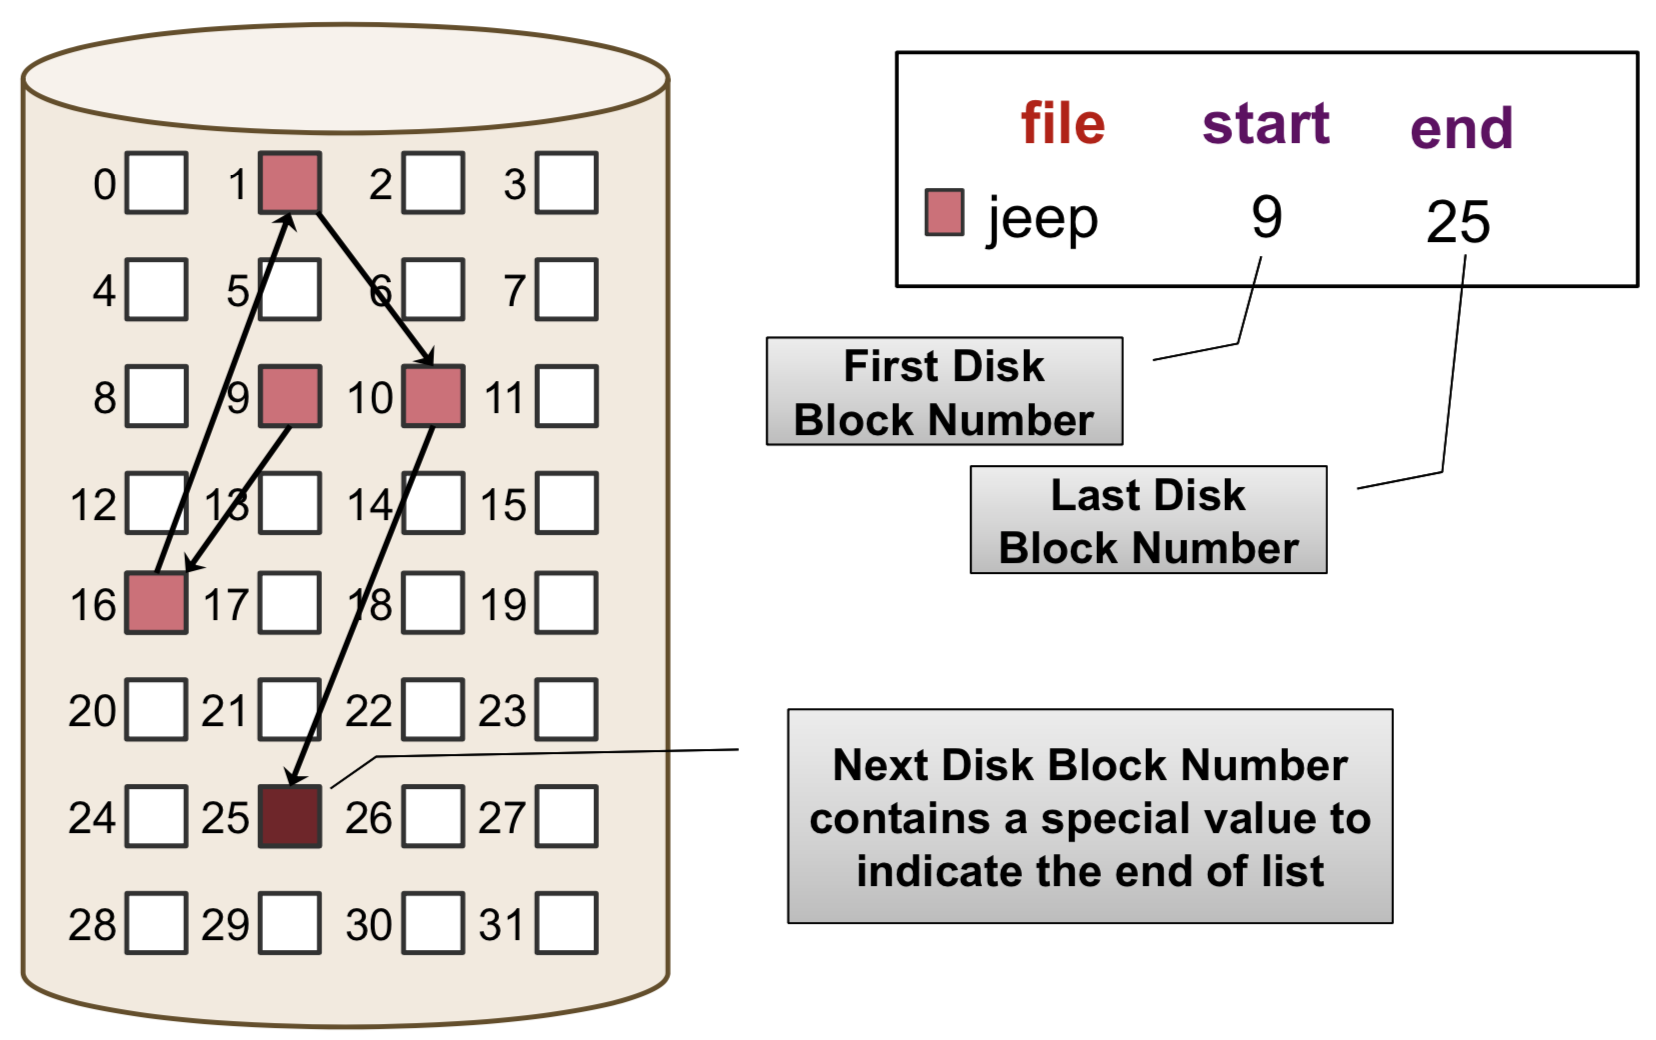 0 1 2 3
4 5 6 7
8 9 10 11
12 13 14 15
16 17 18 19
20 21 22 23
24 25 26 27
28 29 30 31
file start end
jeep 9 25
First Disk
Block Number
Last Disk
Block Number
Next Disk Block Number
contains a special value to
indicate the end of list